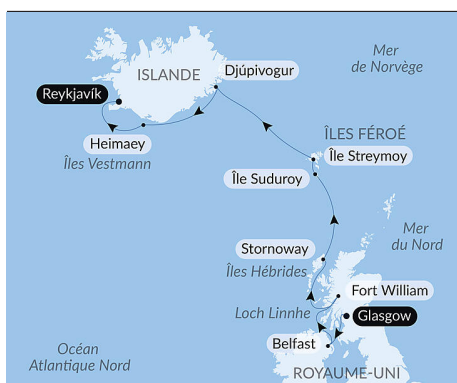 Mer
de Norvège
ISLANDE
Djúpivogur
Reykjavík
Heimaey
Îles Vestmann
ÎLES FÉROÉ
Île Streymoy
Île Suduroy
Mer
du Nord
Stornoway
Îles Hébrides
Fort William
Loch Linnhe
Glasgow
Belfast
Océan
Atlantique Nord
ROYAUME-UNI